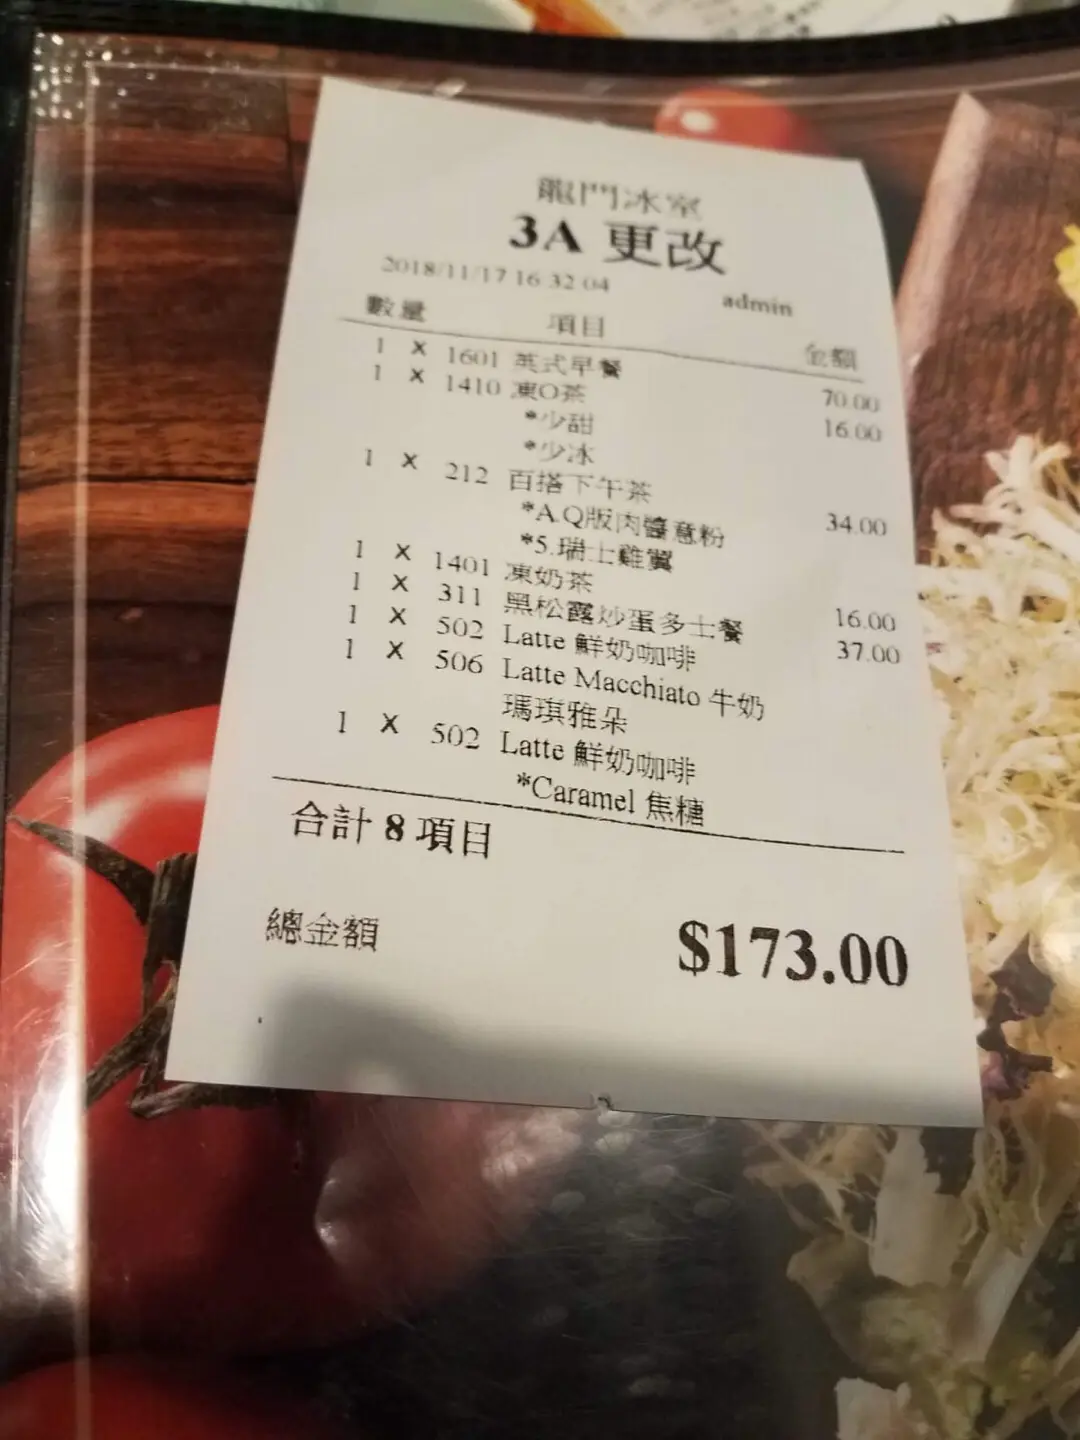 龍門冰室
3A 更改
2018/11/17 16 32 04 admin
數量 項目 金額
1 X 1601 英式早餐 70.00
1 X 1410 凍O茶 16.00
*少甜
*少冰
1 X 212 百搭下午茶 34.00
*A.Q版肉醬意粉
*5.瑞士雞翼
1 X 1401 凍奶茶 16.00
1 X 311 黑松露炒蛋多士餐 37.00
1 X 502 Latte 鮮奶咖啡
1 X 506 Latte Macchiato 牛奶
瑪琪雅朵
1 X 502 Latte 鮮奶咖啡
*Caramel 焦糖
合計 8 項目
總金額 $173.00